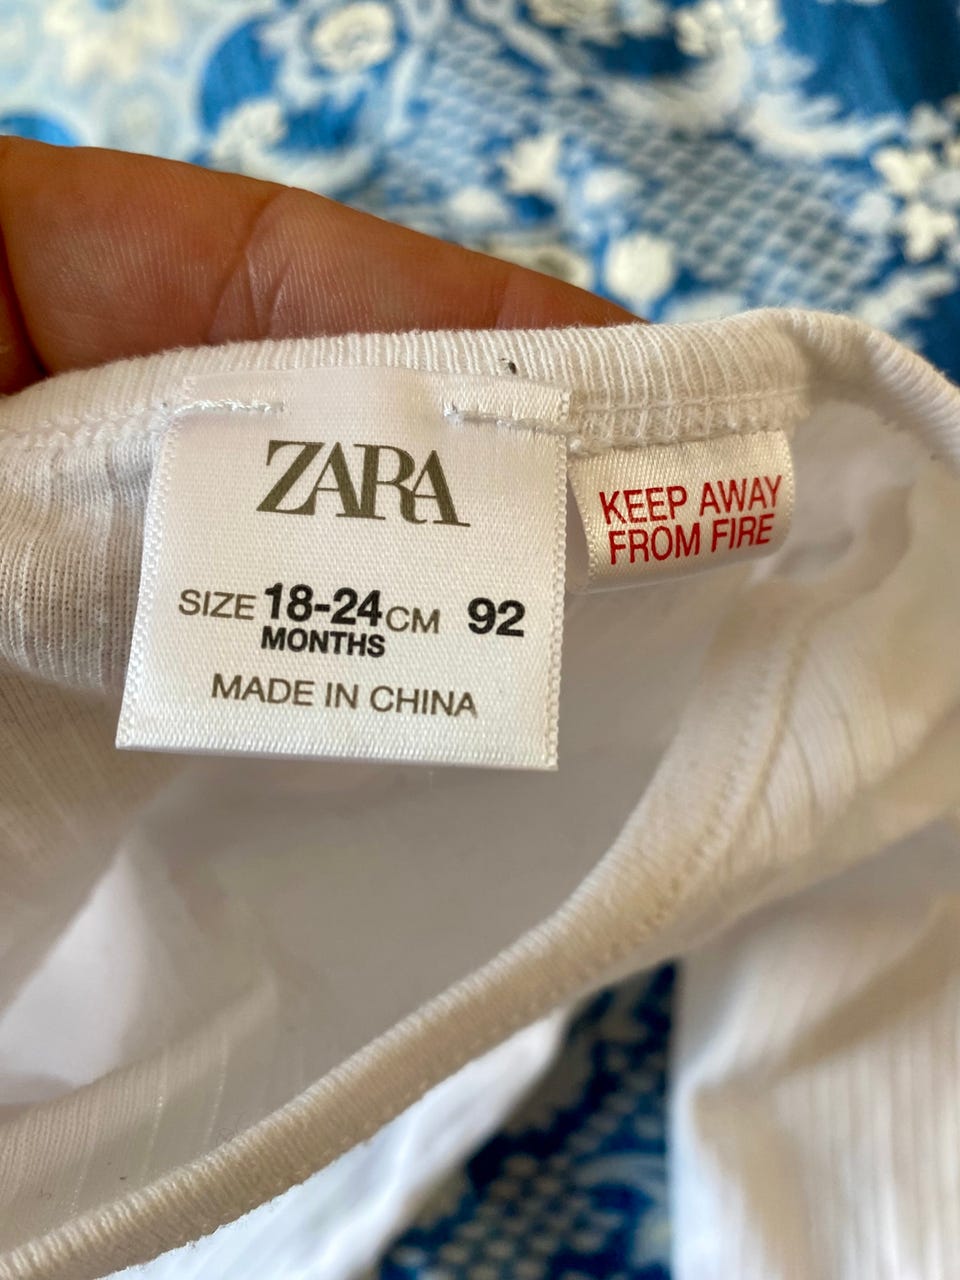 ZARA
SIZE 18-24 CM 92
MONTHS
MADE IN CHINA
KEEP AWAY
FROM FIRE